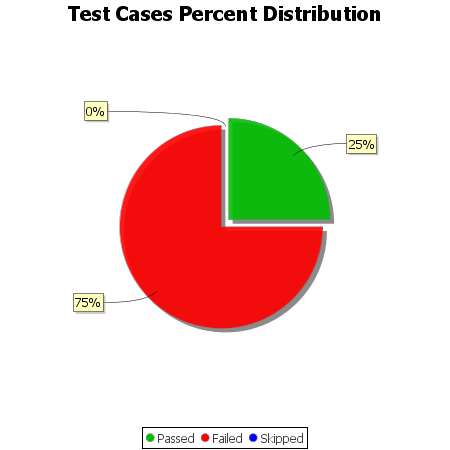 Test Cases Percent Distribution
0%
25%
75%
Passed Failed Skipped